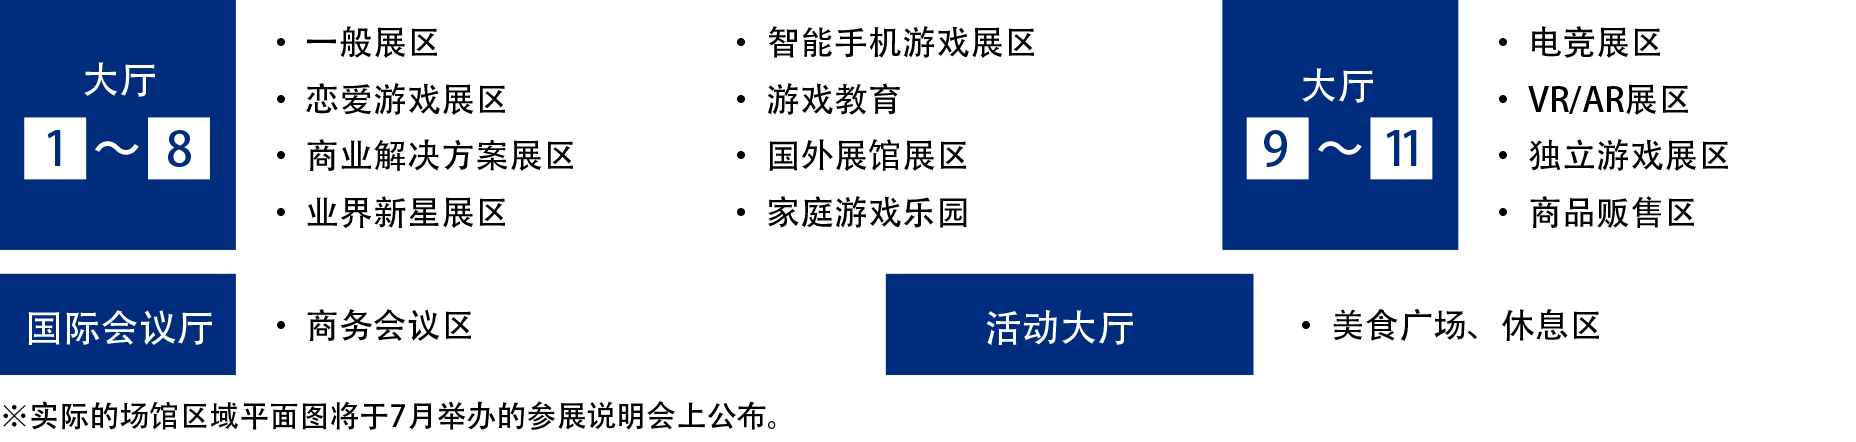 大厅
1～8
・ 一般展区
・ 恋爱游戏展区
・ 商业解决方案展区
・ 业界新星展区
・ 智能手机游戏展区
・ 游戏教育
・ 国外展馆展区
・ 家庭游戏乐园
大厅
9～11
・ 电竞展区
・ VR/AR展区
・ 独立游戏展区
・ 商品贩售区
国际会议厅
・ 商务会议区
活动大厅
・ 美食广场、休息区
※实际的场馆区域平面图将于7月举办的参展说明会上公布。